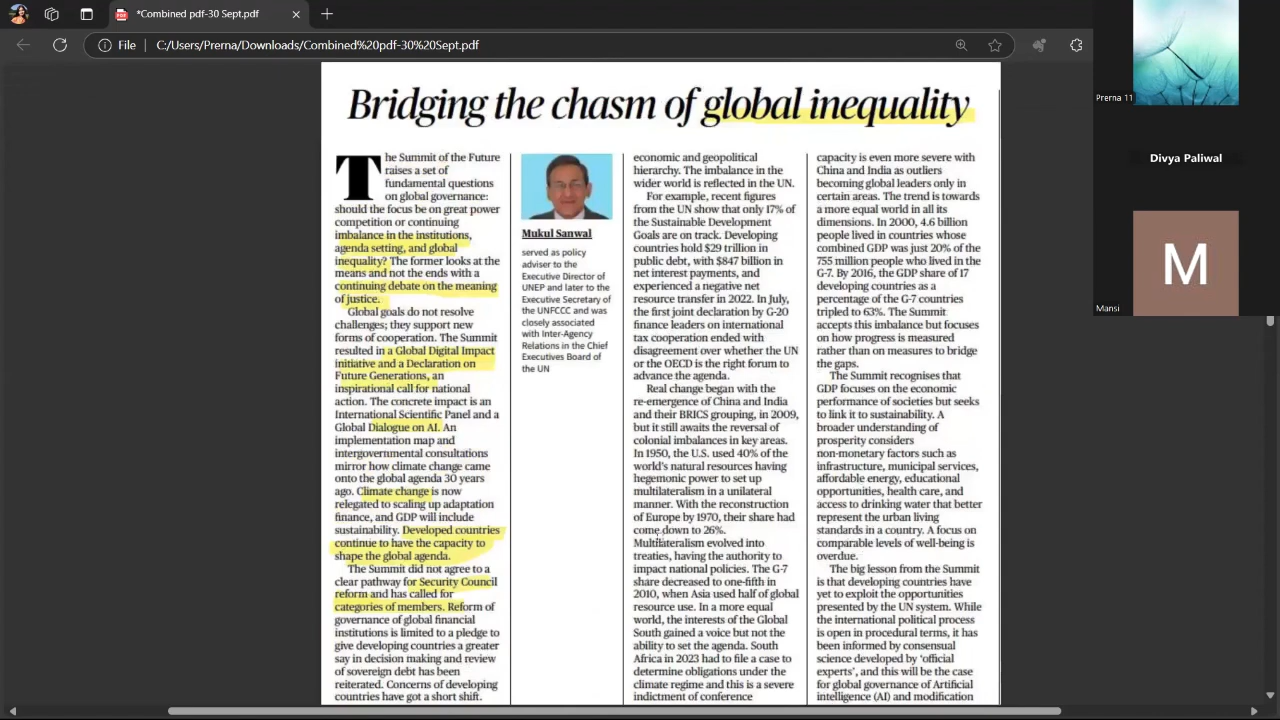 *Combined pdf-30 Sept.pdf
File
C:/Users/Prerna/Downloads/Combined%20pdf-30%20Sept.pdf
Bridging the chasm of global inequality
The Summit of the Future
raises a set of
fundamental questions
on global governance:
should the focus be on great power
competition or continuing
imbalance in the institutions,
agenda setting, and global
inequality? The former looks at the
means and not the ends with a
continuing debate on the meaning
of justice.
Global goals do not resolve
challenges; they support new
forms of cooperation. The Summit
resulted in a Global Digital Impact
initiative and a Declaration on
Future Generations, an
inspirational call for national
action. The concrete impact is an
International Scientific Panel and a
Global Dialogue on AI. An
implementation map and
intergovernmental consultations
mirror how climate change came
onto the global agenda 30 years
ago. Climate change is now
relegated to scaling up adaptation
finance, and GDP will include
sustainability. Developed countries
continue to have the capacity to
shape the global agenda.
The Summit did not agree to a
clear pathway for Security Council
reform and has called for
categories of members. Reform of
governance of global financial
institutions is limited to a pledge to
give developing countries a greater
say in decision making and review
of sovereign debt has been
reiterated. Concerns of developing
countries have got a short shift.
Mukul Sanwal
served as policy
adviser to the
Executive Director of
UNEP and later to the
Executive Secretary of
the UNFCCC and was
closely associated
with Inter-Agency
Relations in the Chief
Executives Board of
the UN
economic and geopolitical
hierarchy. The imbalance in the
wider world is reflected in the UN.
For example, recent figures
from the UN show that only 17% of
the Sustainable Development
Goals are on track. Developing
countries hold $29 trillion in
public debt, with $847 billion in
net interest payments, and
experienced a negative net
resource transfer in 2022. In July,
the first joint declaration by G-20
finance leaders on international
tax cooperation ended with
disagreement over whether the UN
or the OECD is the right forum to
advance the agenda.
Real change began with the
re-emergence of China and India
and their BRICS grouping, in 2009,
but it still awaits the reversal of
colonial imbalances in key areas.
In 1950, the U.S. used 40% of the
world's natural resources having
hegemonic power to set up
multilateralism in a unilateral
manner. With the reconstruction
of Europe by 1970, their share had
come down to 26%.
Multilateralism evolved into
treaties, having the authority to
impact national policies. The G-7
share decreased to one-fifth in
2010, when Asia used half of global
resource use. In a more equal
world, the interests of the Global
South gained a voice but not the
ability to set the agenda. South
Africa in 2023 had to file a case to
determine obligations under the
climate regime and this is a severe
indictment of conference
capacity is even more severe with
China and India as outliers
becoming global leaders only in
certain areas. The trend is towards
a more equal world in all its
dimensions. In 2000, 4.6 billion
people lived in countries whose
combined GDP was just 20% of the
755 million people who lived in the
G-7. By 2016, the GDP share of 17
developing countries as a
percentage of the G-7 countries
tripled to 63%. The Summit
accepts this imbalance but focuses
on how progress is measured
rather than on measures to bridge
the gaps.
The Summit recognises that
GDP focuses on the economic
performance of societies but seeks
to link it to sustainability. A
broader understanding of
prosperity considers
non-monetary factors such as
infrastructure, municipal services,
affordable energy, educational
opportunities, health care, and
access to drinking water that better
represent the urban living
standards in a country. A focus on
comparable levels of well-being is
overdue.
The big lesson from the Summit
is that developing countries have
yet to exploit the opportunities
presented by the UN system. While
the international political process
is open in procedural terms, it has
been informed by consensual
science developed by 'official
experts', and this will be the case
for global governance of Artificial
intelligence (AI) and modification
Prerna 11
Divya Paliwal
M
Mansi